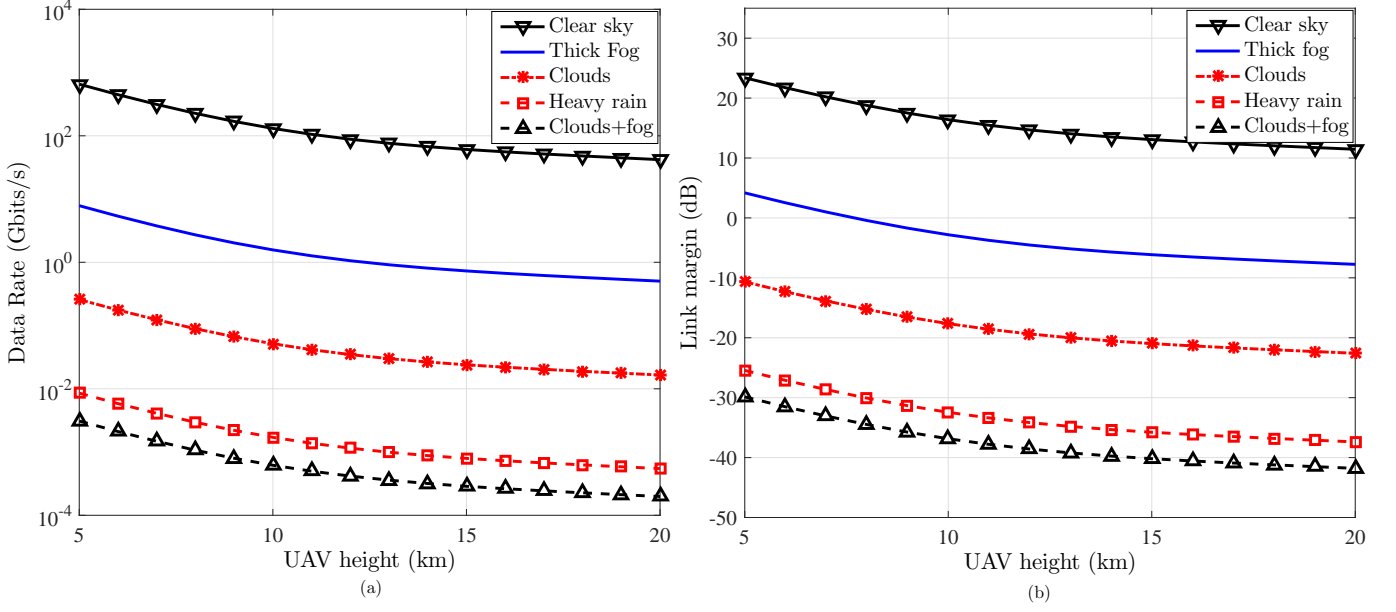 10^4
10^2
10^0
10^-2
10^-4
Data Rate (Gbits/s)
Clear sky
Thick Fog
Clouds
Heavy rain
Clouds+fog
5 10 15 20
UAV height (km)
(a)
30
20
10
0
-10
-20
-30
-40
-50
Link margin (dB)
Clear sky
Thick fog
Clouds
Heavy rain
Clouds+fog
5 10 15 20
UAV height (km)
(b)